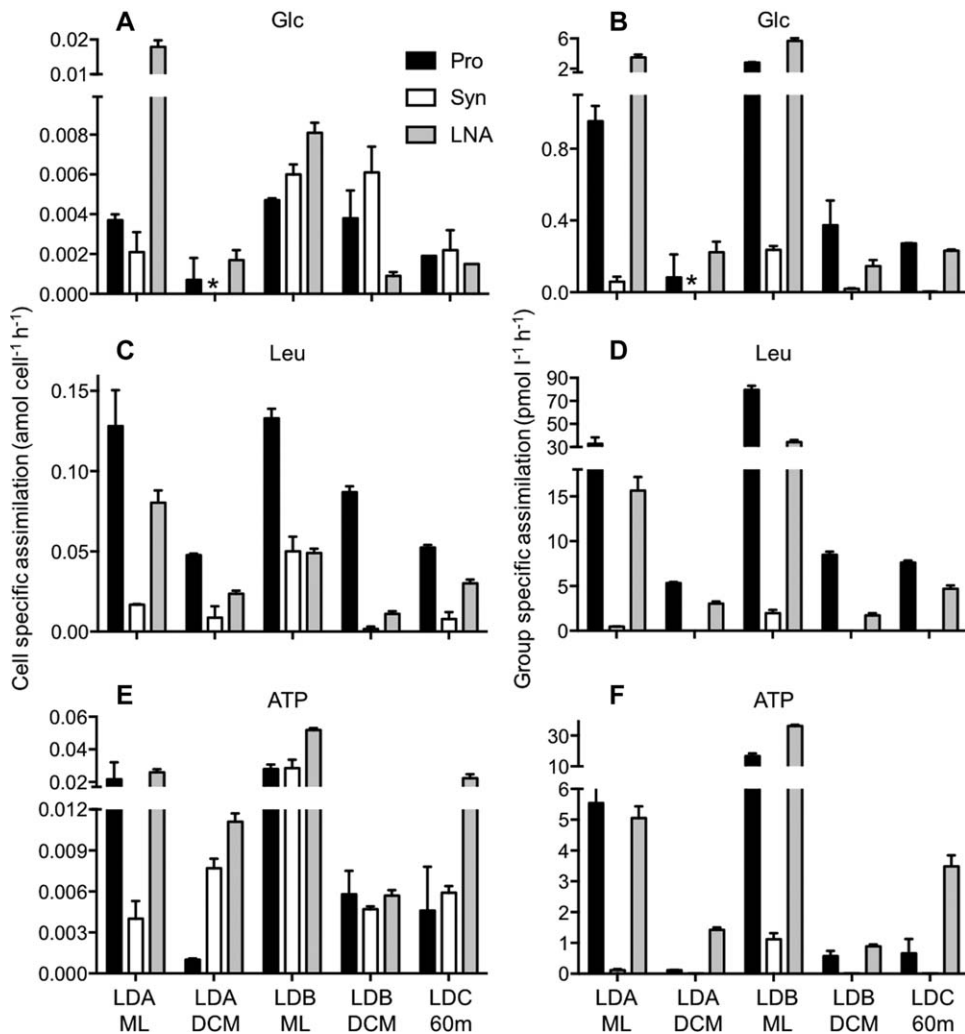 A
Glc
0.02
0.01
0.008
0.006
0.004
0.002
0.000
*
Pro
Syn
LNA
B
Glc
6
2
0.8
0.4
0.0
*
C
Leu
0.15
0.10
0.05
0.00
D
Leu
90
70
50
30
15
10
5
0
E
ATP
0.06
0.04
0.02
0.012
0.009
0.006
0.003
0.000
F
ATP
30
10
6
5
4
3
2
1
0
Cell specific assimilation (amol cell⁻¹ h⁻¹)
Group specific assimilation (pmol l⁻¹ h⁻¹)
LDA LDA LDB LDB LDC
ML DCM ML DCM 60m
LDA LDA LDB LDB LDC
ML DCM ML DCM 60m